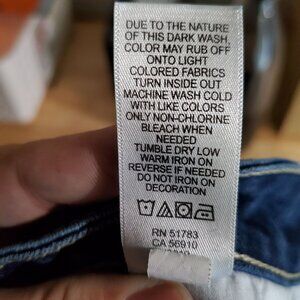 DUE TO THE NATURE
OF THIS DARK WASH,
COLOR MAY RUB OFF
ONTO LIGHT
COLORED FABRICS
TURN INSIDE OUT
MACHINE WASH COLD
WITH LIKE COLORS
ONLY NON-CHLORINE
BLEACH WHEN
NEEDED
TUMBLE DRY LOW
WARM IRON ON
REVERSE IF NEEDED
DO NOT IRON ON
DECORATION
RN 51783
CA 56910